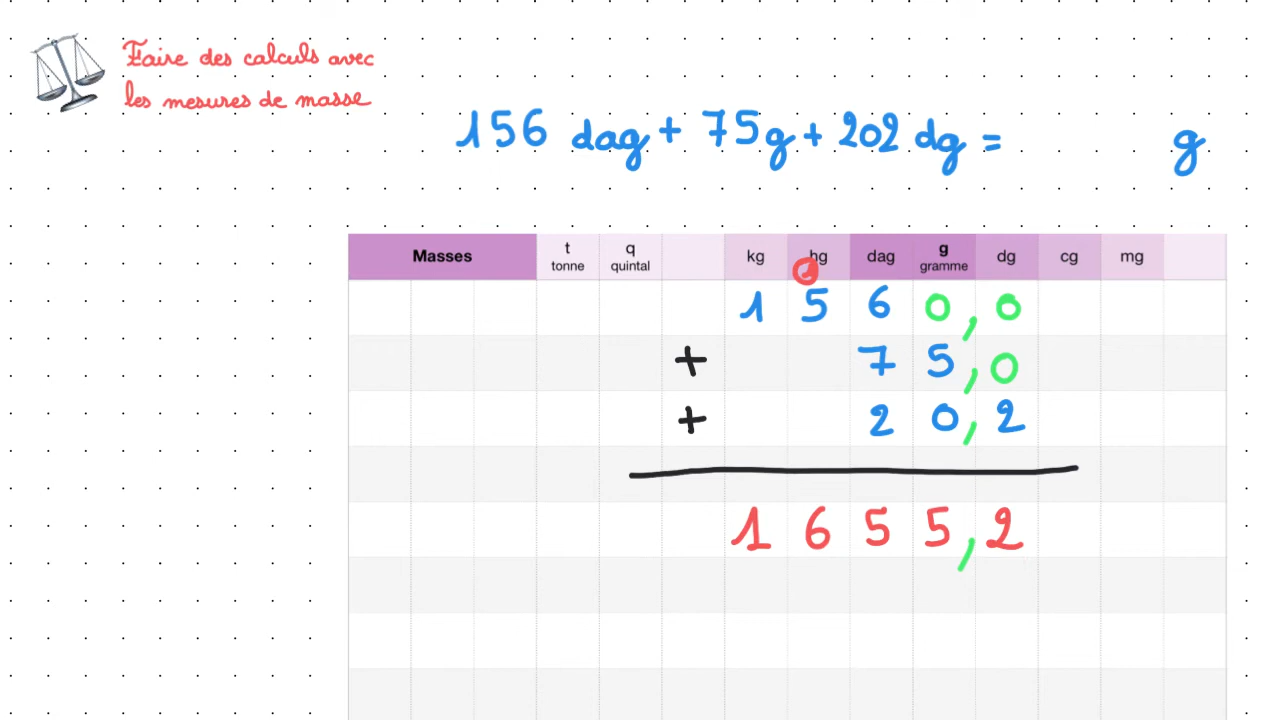 Faire des calculs avec
les mesures de masse
156 dag + 75g + 202 dg = g
Masses t tonne q quintal kg hg dag g gramme dg cg mg
1 5 6 0, 0
+ 7 5, 0
+ 2 0, 2
1 6 5 5, 2